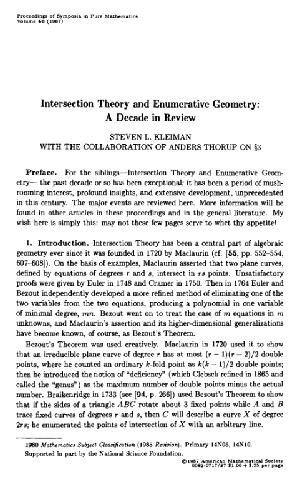 Proceedings of Symposia in Pure Mathematics
Volume 46 (1987)
Intersection Theory and Enumerative Geometry:
A Decade in Review
STEVEN L. KLEIMAN
WITH THE COLLABORATION OF ANDERS THORUP ON §3
Preface. For the siblings—Intersection Theory and Enumerative Geom-
etry— the past decade or so has been exceptional: it has been a period of mush-
rooming interest, profound insights, and extensive development, unprecedented
in this century. The major events are reviewed here. More information will be
found in other articles in these proceedings and in the general literature. My
wish here is simply this: may not these few pages serve to whet thy appetite!
1. Introduction. Intersection Theory has been a central part of algebraic
geometry ever since it was founded in 1720 by Maclaurin (cf. [55, pp. 552–554,
607–608]). On the basis of examples, Maclaurin asserted that two plane curves,
defined by equations of degrees r and s, intersect in rs points. Unsatisfactory
proofs were given by Euler in 1748 and Cramer in 1750. Then in 1764 Euler and
Bezout independently developed a more refined method of eliminating one of the
two variables from the two equations, producing a polynomial in one variable
of minimal degree, mn. Bezout went on to treat the case of m equations in m
unknowns, and Maclaurin's assertion and its higher-dimensional generalizations
have become known, of course, as Bezout's Theorem.
Bezout's Theorem was used creatively. Maclaurin in 1720 used it to show
that an irreducible plane curve of degree r has at most (r − 1)(r − 2)/2 double
points, where he counted an ordinary k-fold point as k(k − 1)/2 double points;
then he introduced the notion of "deficiency" (which Clebsch refined in 1865 and
called the "genus") as the maximum number of double points minus the actual
number. Braikenridge in 1733 (see [94, p. 266]) used Bezout's Theorem to show
that if the sides of a triangle ABC rotate about 3 fixed points while A and B
trace fixed curves of degrees r and s, then C will describe a curve X of degree
2rs; he enumerated the points of intersection of X with an arbitrary line.
1980 Mathematics Subject Classification (1985 Revision). Primary 14N05, 14N10.
Supported in part by the National Science Foundation.
©1987 American Mathematical Society
0082-0717/87 $1.00 + $.25 per page